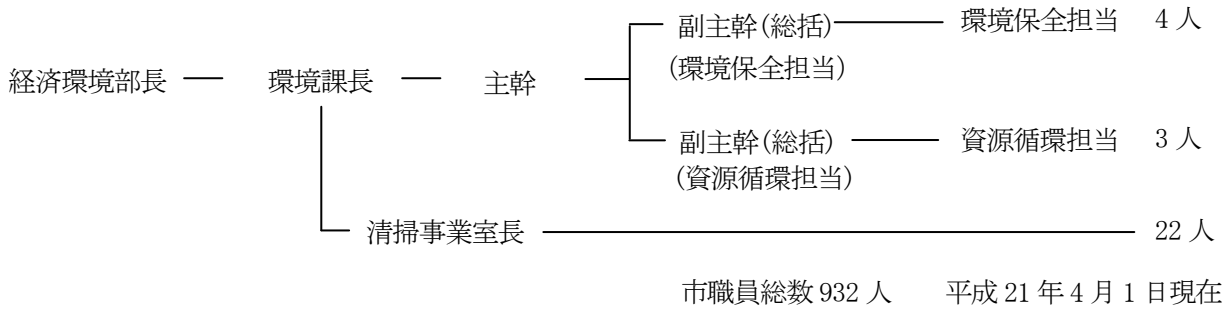 副主幹(総括) 環境保全担当 4人
(環境保全担当)
経済環境部長 環境課長 主幹
副主幹(総括) 資源循環担当 3人
(資源循環担当)
清掃事業室長 22人
市職員総数932人 平成21年4月1日現在